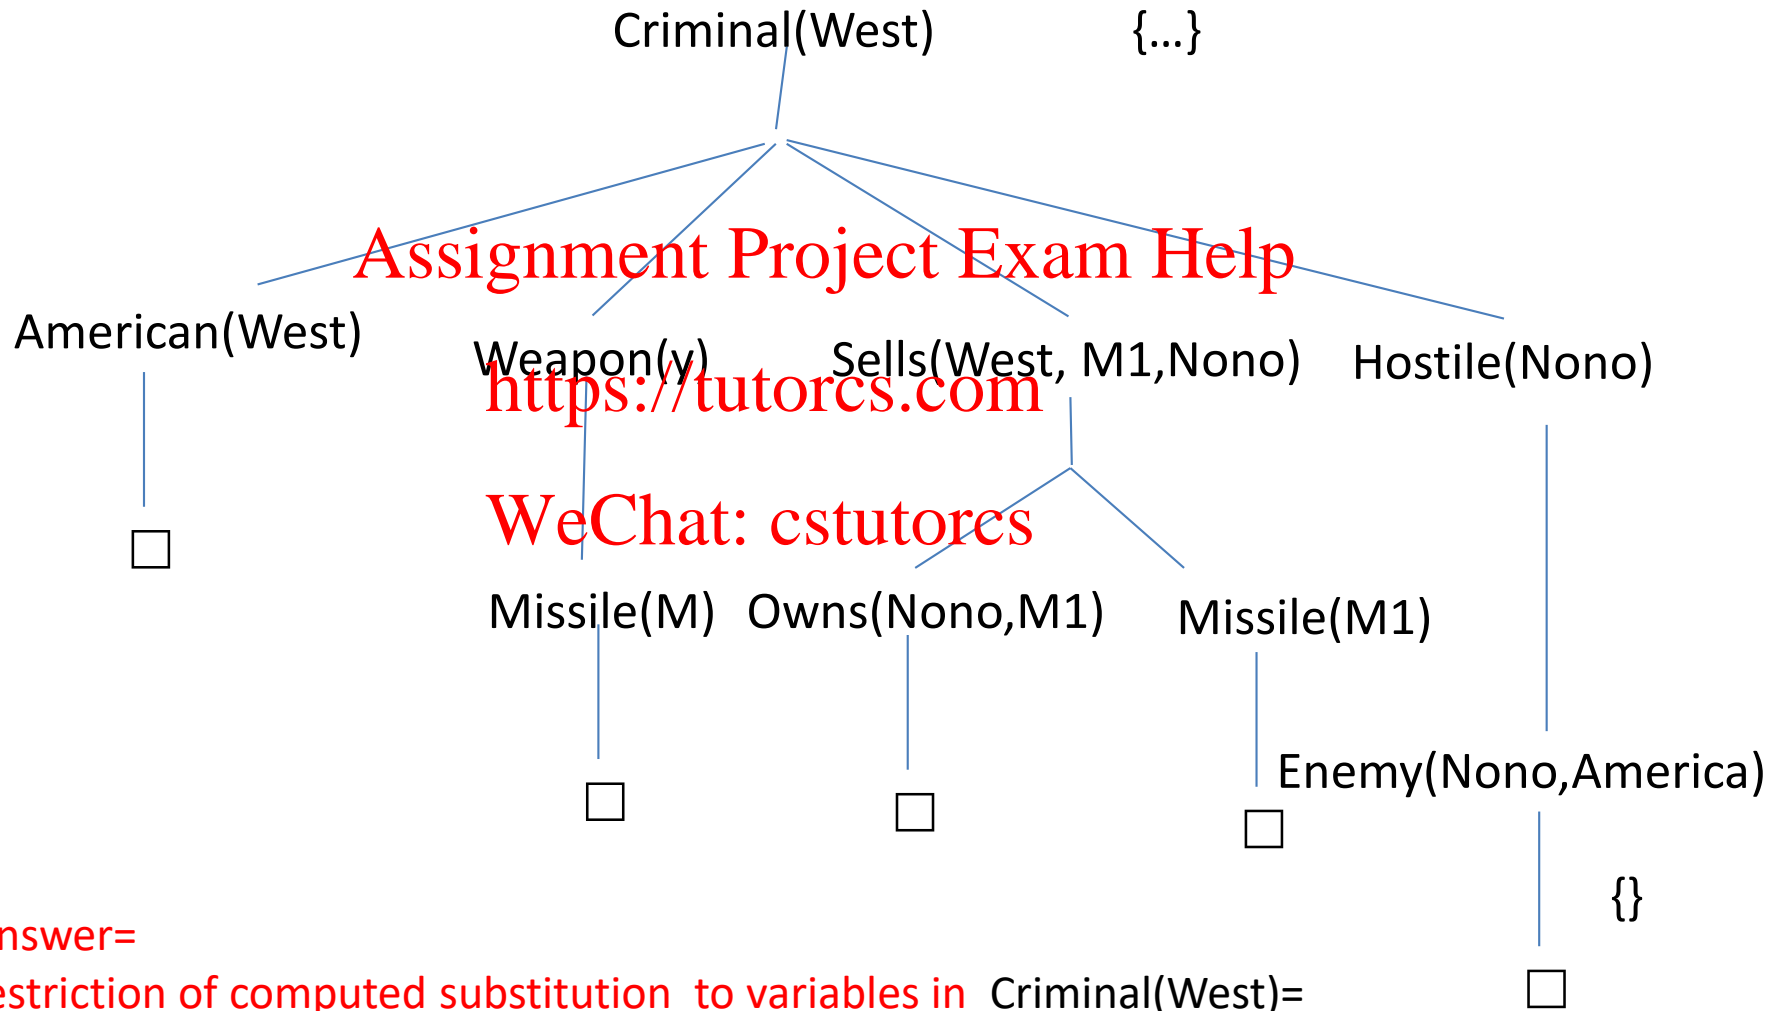 Criminal(West) {...}
Assignment Project Exam Help
American(West) Weapon(y) Sells(West, M1,Nono) Hostile(Nono)
https://tutorcs.com
WeChat: cstutorcs
Missile(M) Owns(Nono,M1) Missile(M1)
Enemy(Nono,America)
{}
nswer=
estriction of computed substitution to variables in Criminal(West)=